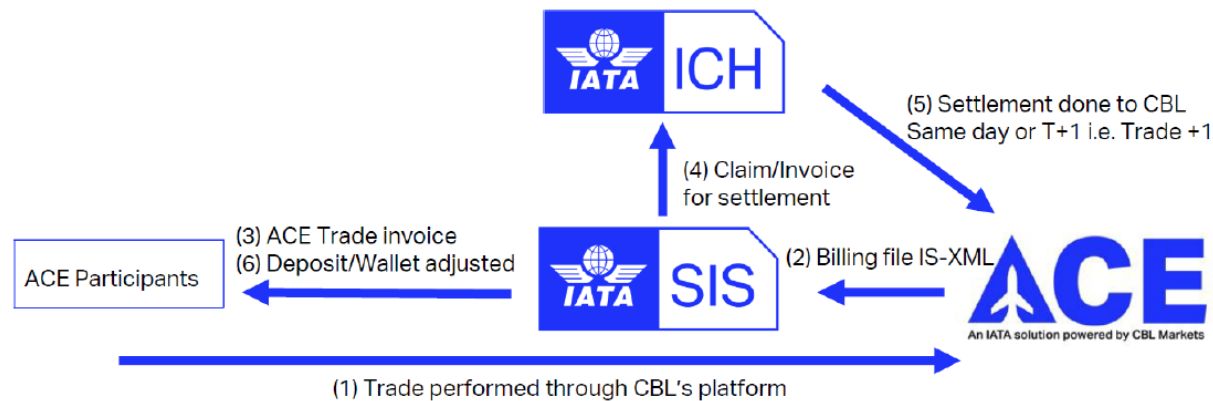 IATA
ICH
(5) Settlement done to CBL
Same day or T+1 i.e. Trade +1
(4) Claim/Invoice
for settlement
(3) ACE Trade invoice
(6) Deposit/Wallet adjusted
ACE Participants
IATA
SIS
(2) Billing file IS-XML
ACE
An IATA solution powered by CBL Markets
(1) Trade performed through CBL's platform